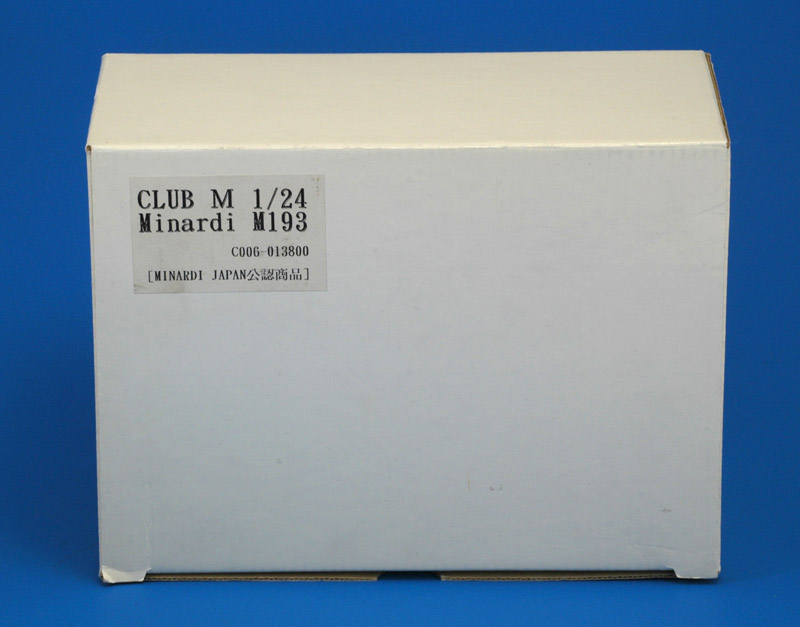 CLUB M 1/24
Minardi M193
C006-013800
[MINARDI JAPAN公認商品]